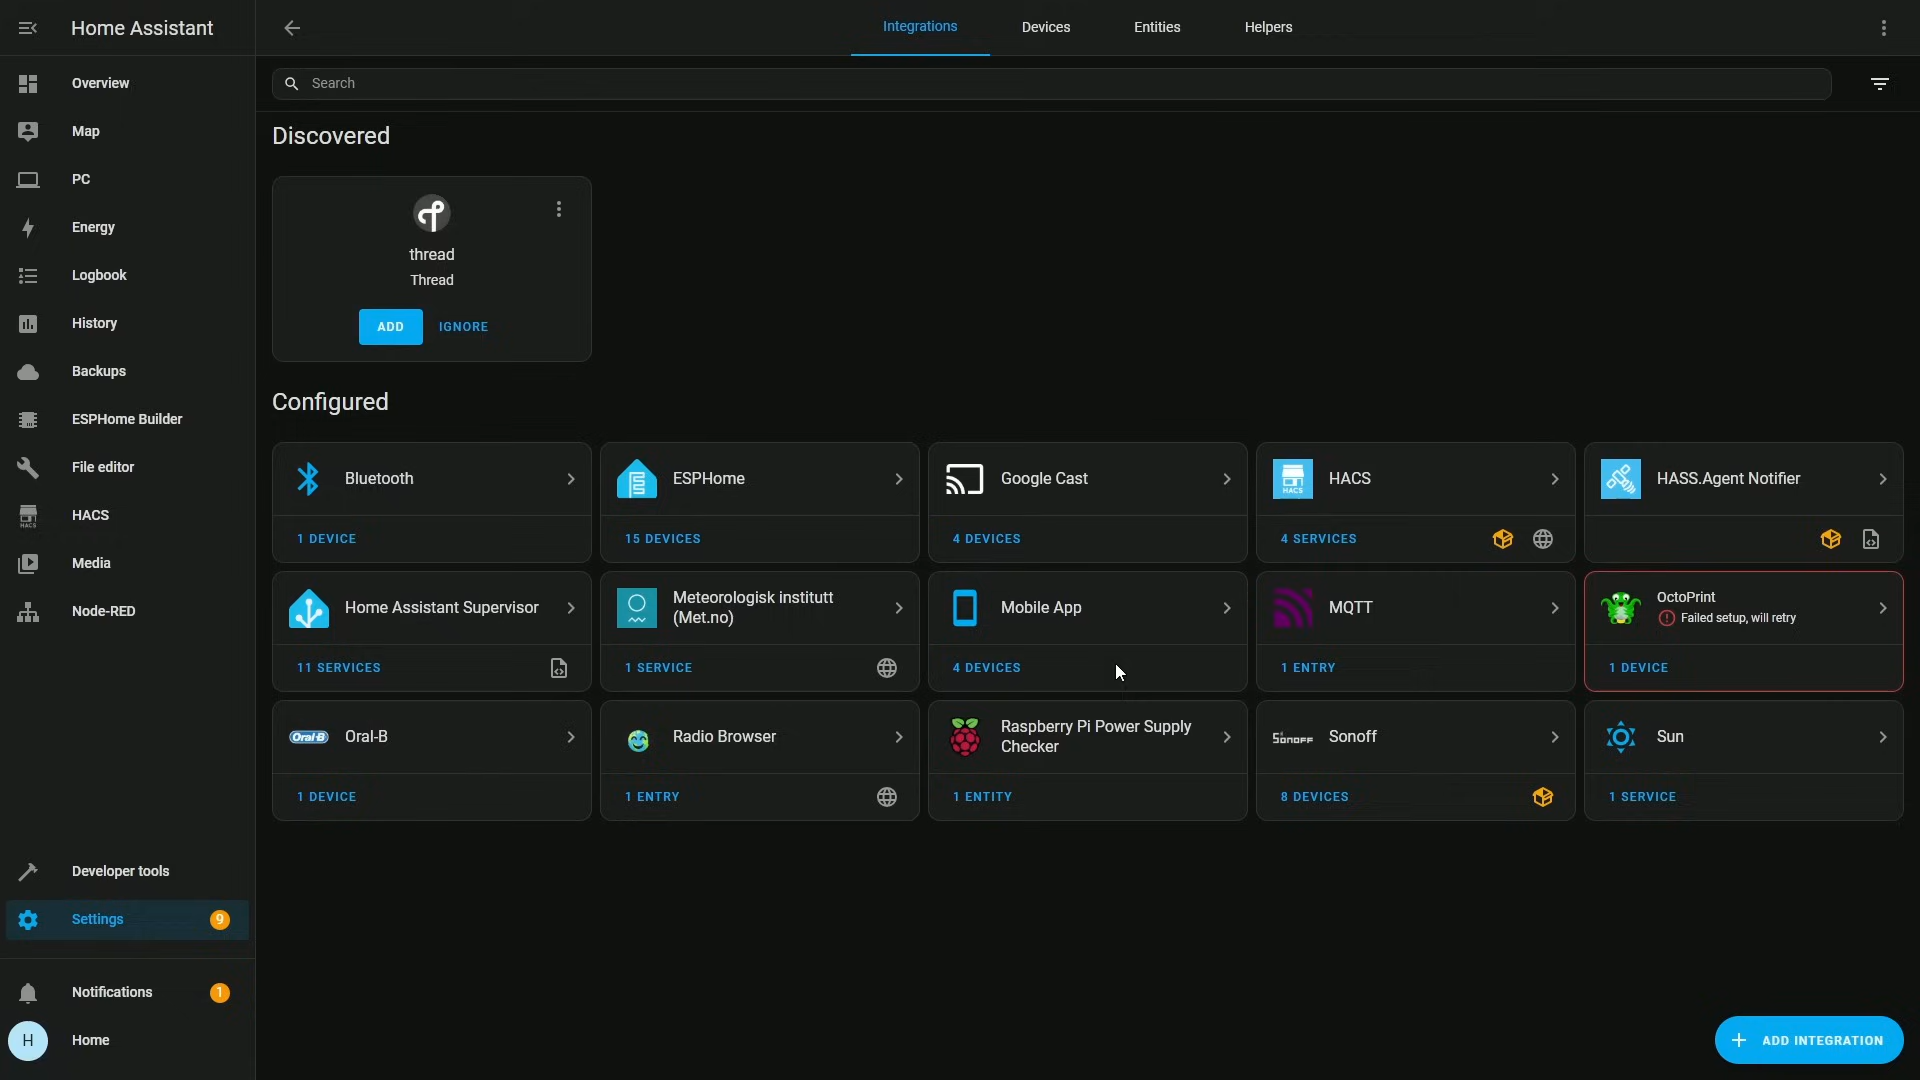 Home Assistant
Integrations
Devices
Entities
Helpers
Overview
Map
PC
Energy
Logbook
History
Backups
ESPHome Builder
File editor
HACS
Media
Node-RED
Developer tools
Settings
9
Notifications
1
H
Home
Search
Discovered
thread
Thread
ADD
IGNORE
Configured
Bluetooth
1 DEVICE
ESPHome
15 DEVICES
Google Cast
4 DEVICES
HACS
HACS
4 SERVICES
HASS.Agent Notifier
Home Assistant Supervisor
11 SERVICES
Meteorologisk institutt
(Met.no)
1 SERVICE
Mobile App
4 DEVICES
MQTT
1 ENTRY
OctoPrint
Failed setup, will retry
1 DEVICE
Oral-B
Oral-B
1 DEVICE
Radio Browser
1 ENTRY
Raspberry Pi Power Supply
Checker
1 ENTITY
SONOFF
Sonoff
8 DEVICES
Sun
1 SERVICE
ADD INTEGRATION